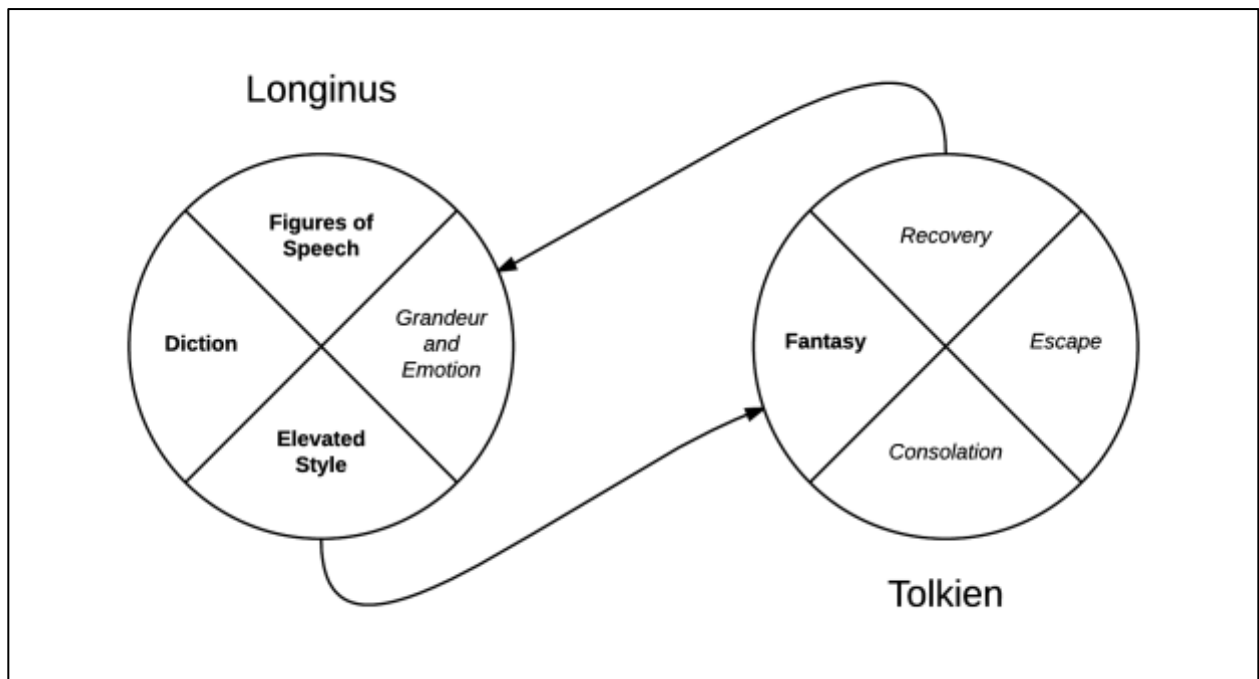 Longinus
Figures of
Speech
Diction
Grandeur
and
Emotion
Elevated
Style
Recovery
Fantasy
Escape
Consolation
Tolkien